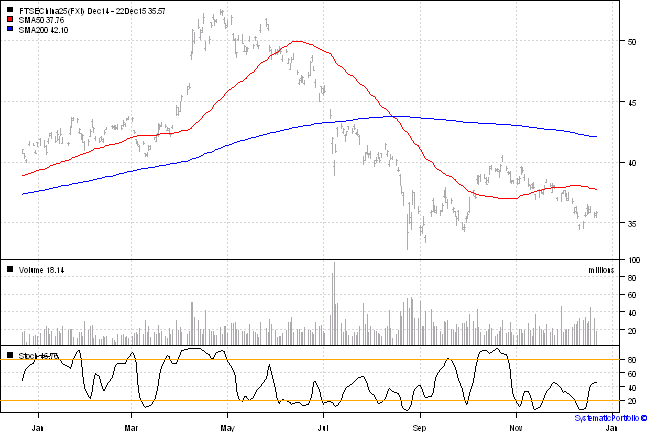 FTSEChina25(FXI) Dec14 - 22Dec15 35.57
SMA50 37.76
SMA200 42.10
50
45
40
35
Volume 18.14
millions
100
80
60
40
20
80
60
40
20
Jan Mar May Jul Sep Nov Jan
SystematicPortfolio ©